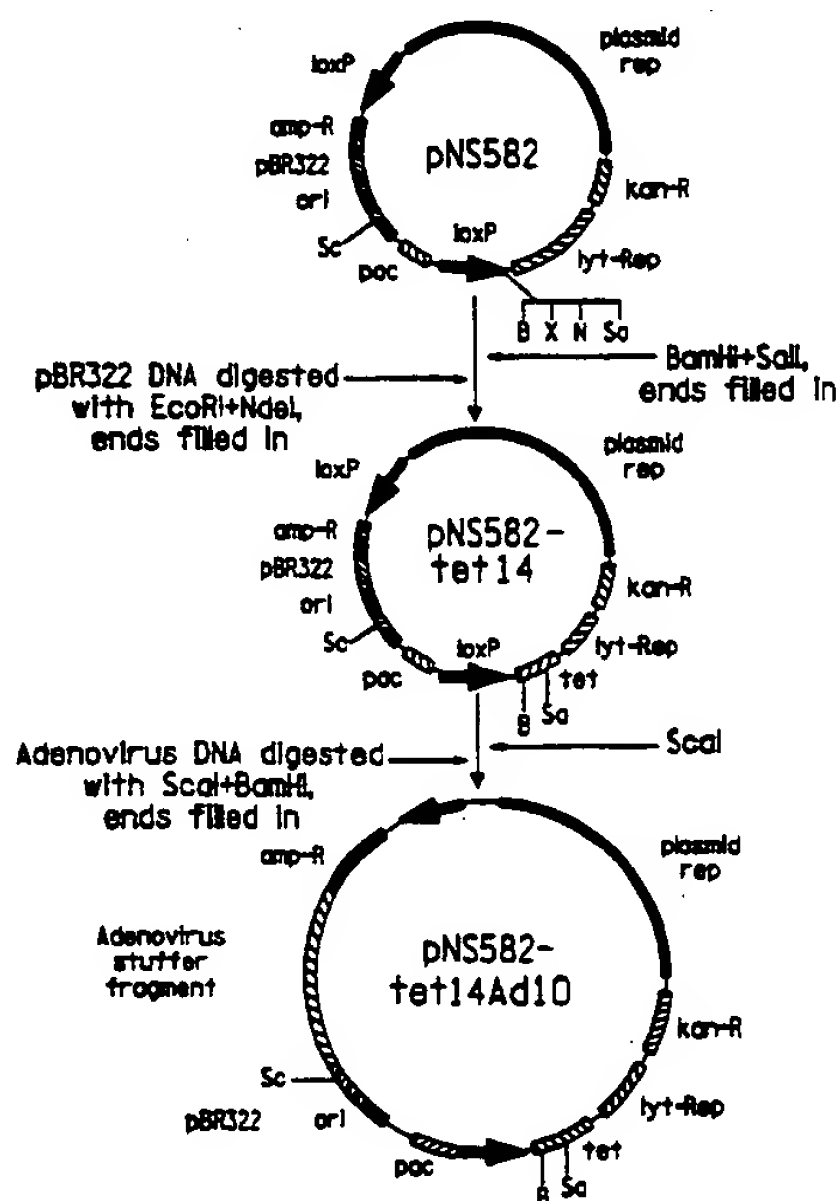 plasmid
rep
loxP
amp-R
pBR322
ori
pNS582
kan-R
Sc
pac
loxP
lyt-Rep
B X N Sa
pBR322 DNA digested
with EcoRI+NdeI,
ends filled in
BamHI+SalI,
ends filled in
plasmid
rep
loxP
amp-R
pBR322
ori
pNS582-
tet14
kan-R
Sc
pac
loxP
lyt-Rep
tet
B
Sa
Adenovirus DNA digested
with ScaI+BamHI,
ends filled in
ScaI
amp-R
plasmid
rep
Adenovirus
stuffer
fragment
pNS582-
tet14Ad10
kan-R
Sc
pBR322
ori
lyt-Rep
pac
tet
B
Sa